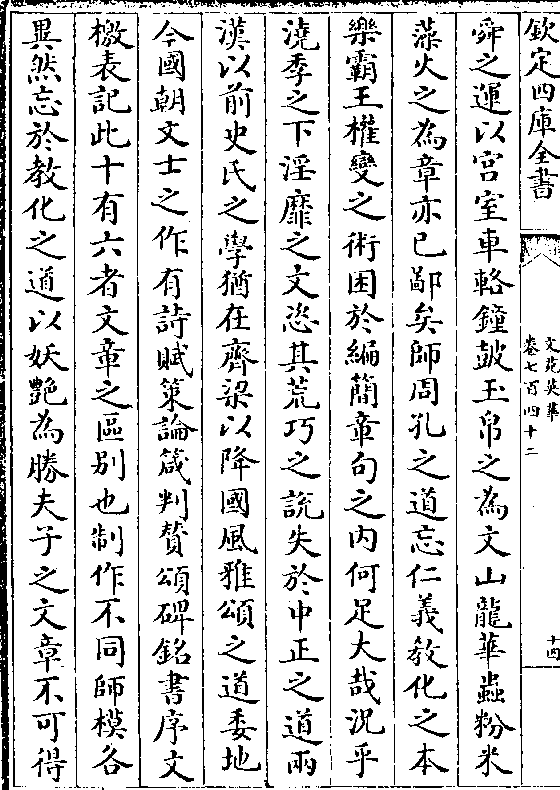 欽定四庫全書
文苑英華
卷七百四十二
十四
舜之運以宮室車輅鐘鼓玉帛之為文山龍華蟲粉米
藻火之為章亦已鄙矣師周孔之道忘仁義教化之本
樂霸王權變之術困於編簡章句之内何足大哉況乎
澆季之下淫靡之文恣其荒巧之說失於中正之道兩
漢以前史氏之學猶在齊梁以降國風雅頌之道委地
今國朝文士之作有詩賦策論箴判賛頌碑銘書序文
檄表記此十有六者文章之區别也制作不同師模各
異然忘於教化之道以妖艷為勝夫子之文章不可得